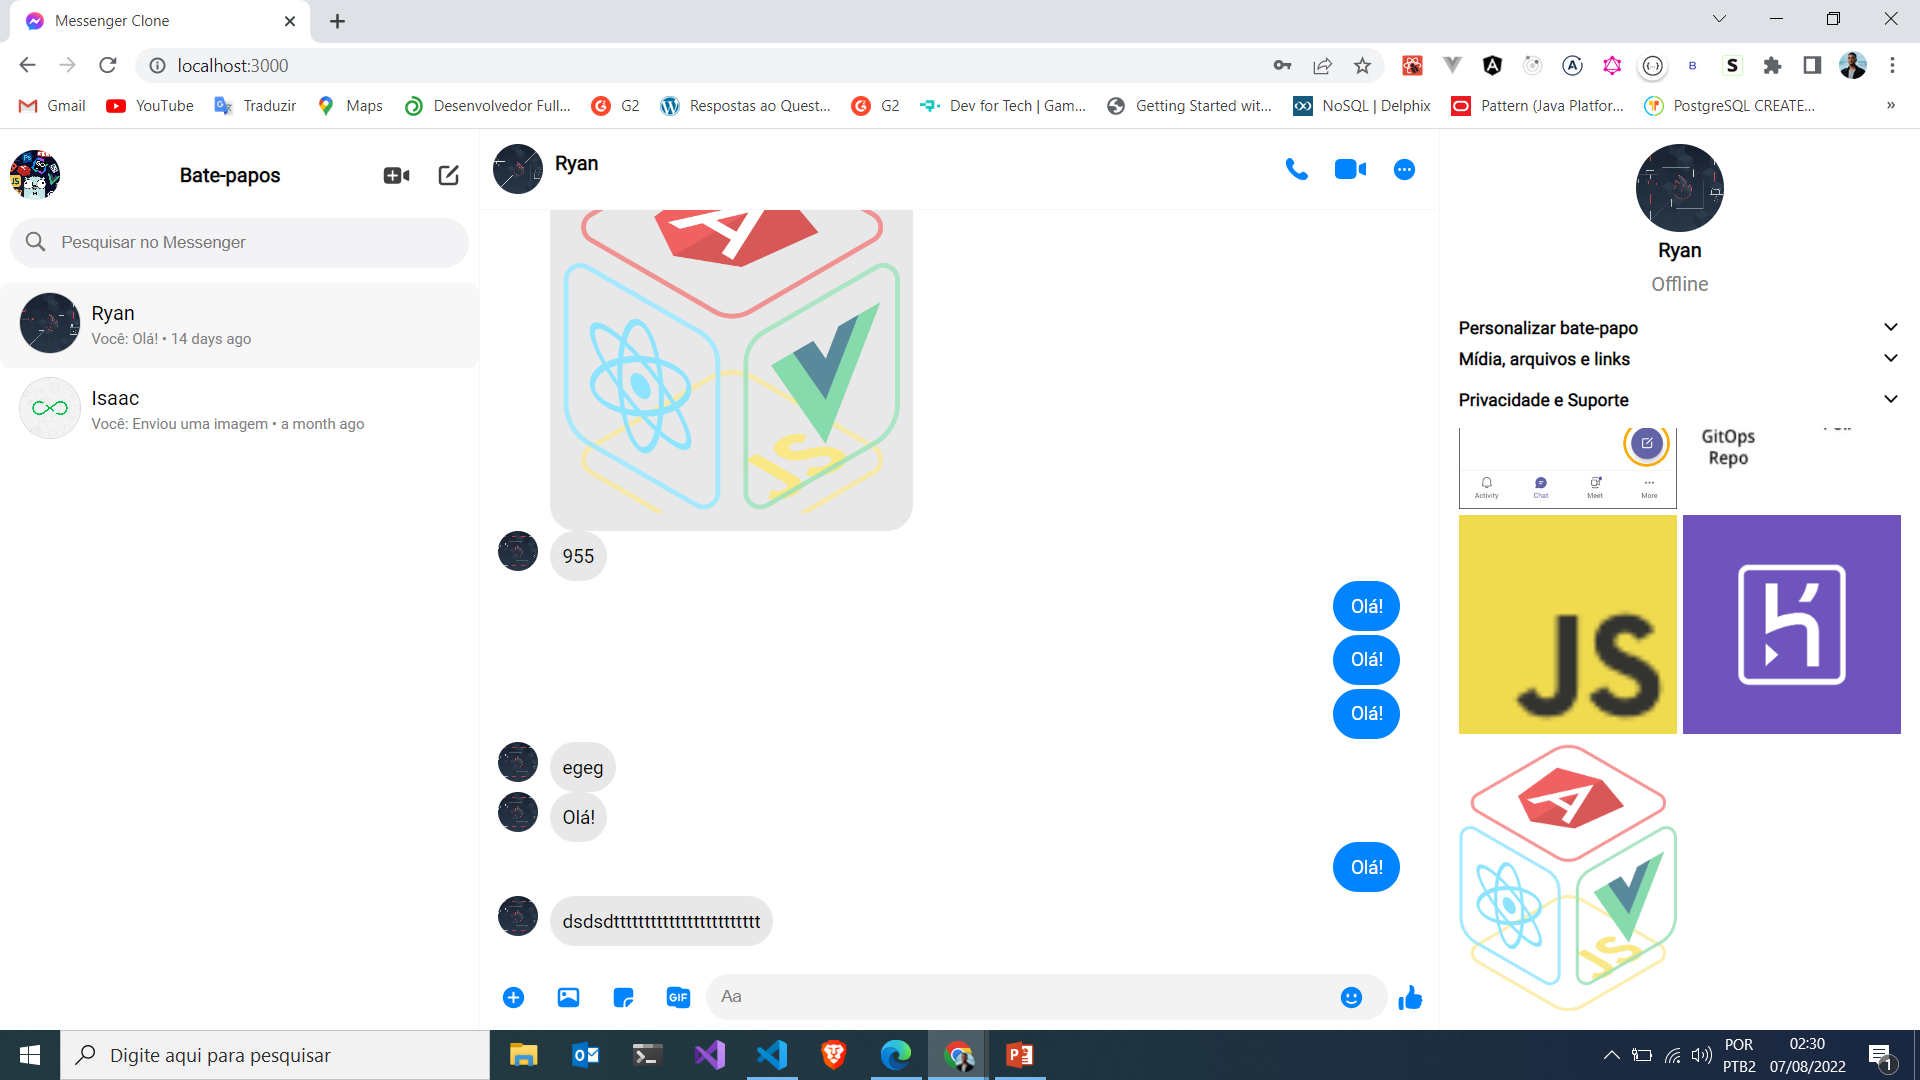 Messenger Clone
localhost:3000
Gmail
YouTube
Traduzir
Maps
Desenvolvedor Full...
G2
Respostas ao Quest...
G2
Dev for Tech | Gam...
Getting Started wit...
NoSQL | Delphix
Pattern (Java Platfor...
PostgreSQL CREATE...
»
Bate-papos
Pesquisar no Messenger
Ryan
Você: Olá! • 14 days ago
Isaac
Você: Enviou uma imagem • a month ago
Ryan
JS
955
Olá!
Olá!
Olá!
egeg
Olá!
Olá!
dsdsdtttttttttttttttttttttttt
GIF
Aa
Ryan
Offline
Personalizar bate-papo
Mídia, arquivos e links
Privacidade e Suporte
Activity
Chat
Meet
More
GitOps
Repo
JS
JS
Digite aqui para pesquisar
POR
PTB2
02:30
07/08/2022
1